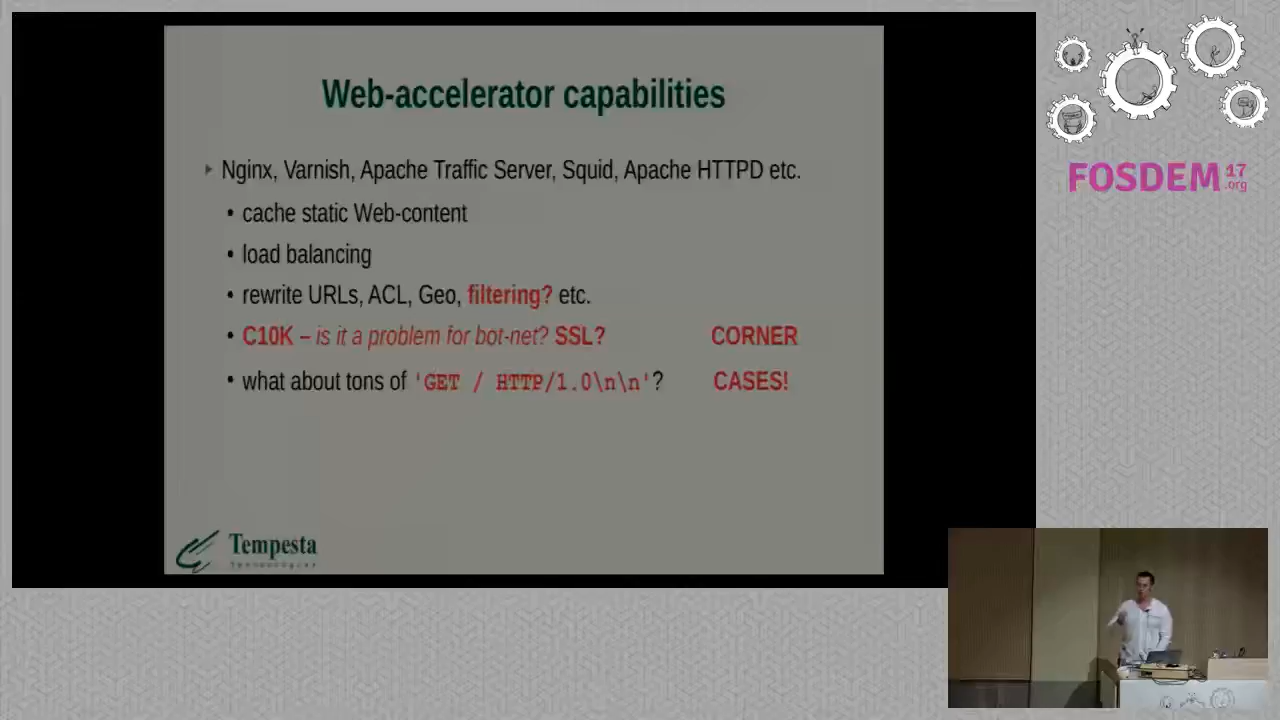 Web-accelerator capabilities
Nginx, Varnish, Apache Traffic Server, Squid, Apache HTTPD etc.
• cache static Web-content
• load balancing
• rewrite URLs, ACL, Geo, filtering? etc.
• C10K – is it a problem for bot-net? SSL? CORNER
• what about tons of 'GET / HTTP/1.0\n\n'? CASES!
Tempesta
Technologies
FOSDEM 17
.org